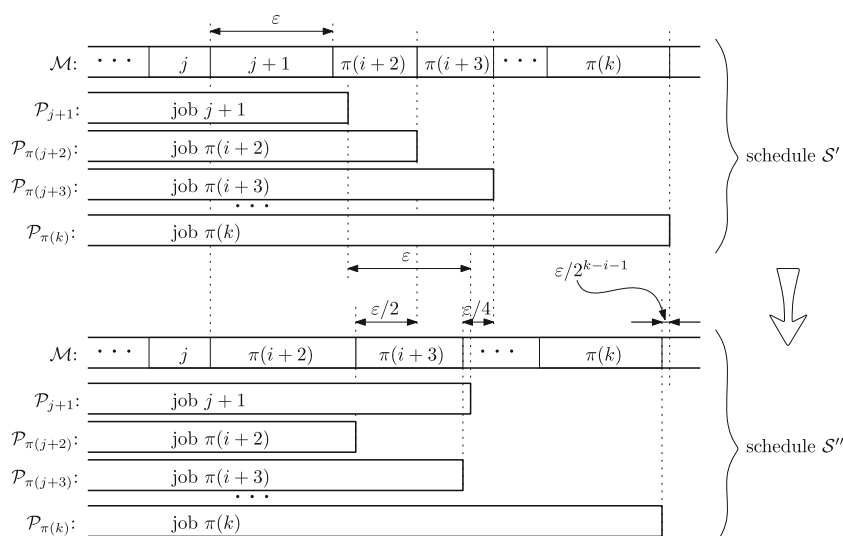 ε
M: · · · j j + 1 π(i + 2) π(i + 3) · · · π(k)
P_{j+1}: job j + 1
P_{π(j+2)}: job π(i + 2)
P_{π(j+3)}: job π(i + 3)
· · ·
P_{π(k)}: job π(k)
schedule S′
ε
ε/2^{k−i−1}
ε/2 ε/4
M: · · · j π(i + 2) π(i + 3) · · · π(k)
P_{j+1}: job j + 1
P_{π(j+2)}: job π(i + 2)
P_{π(j+3)}: job π(i + 3)
· · ·
P_{π(k)}: job π(k)
schedule S″